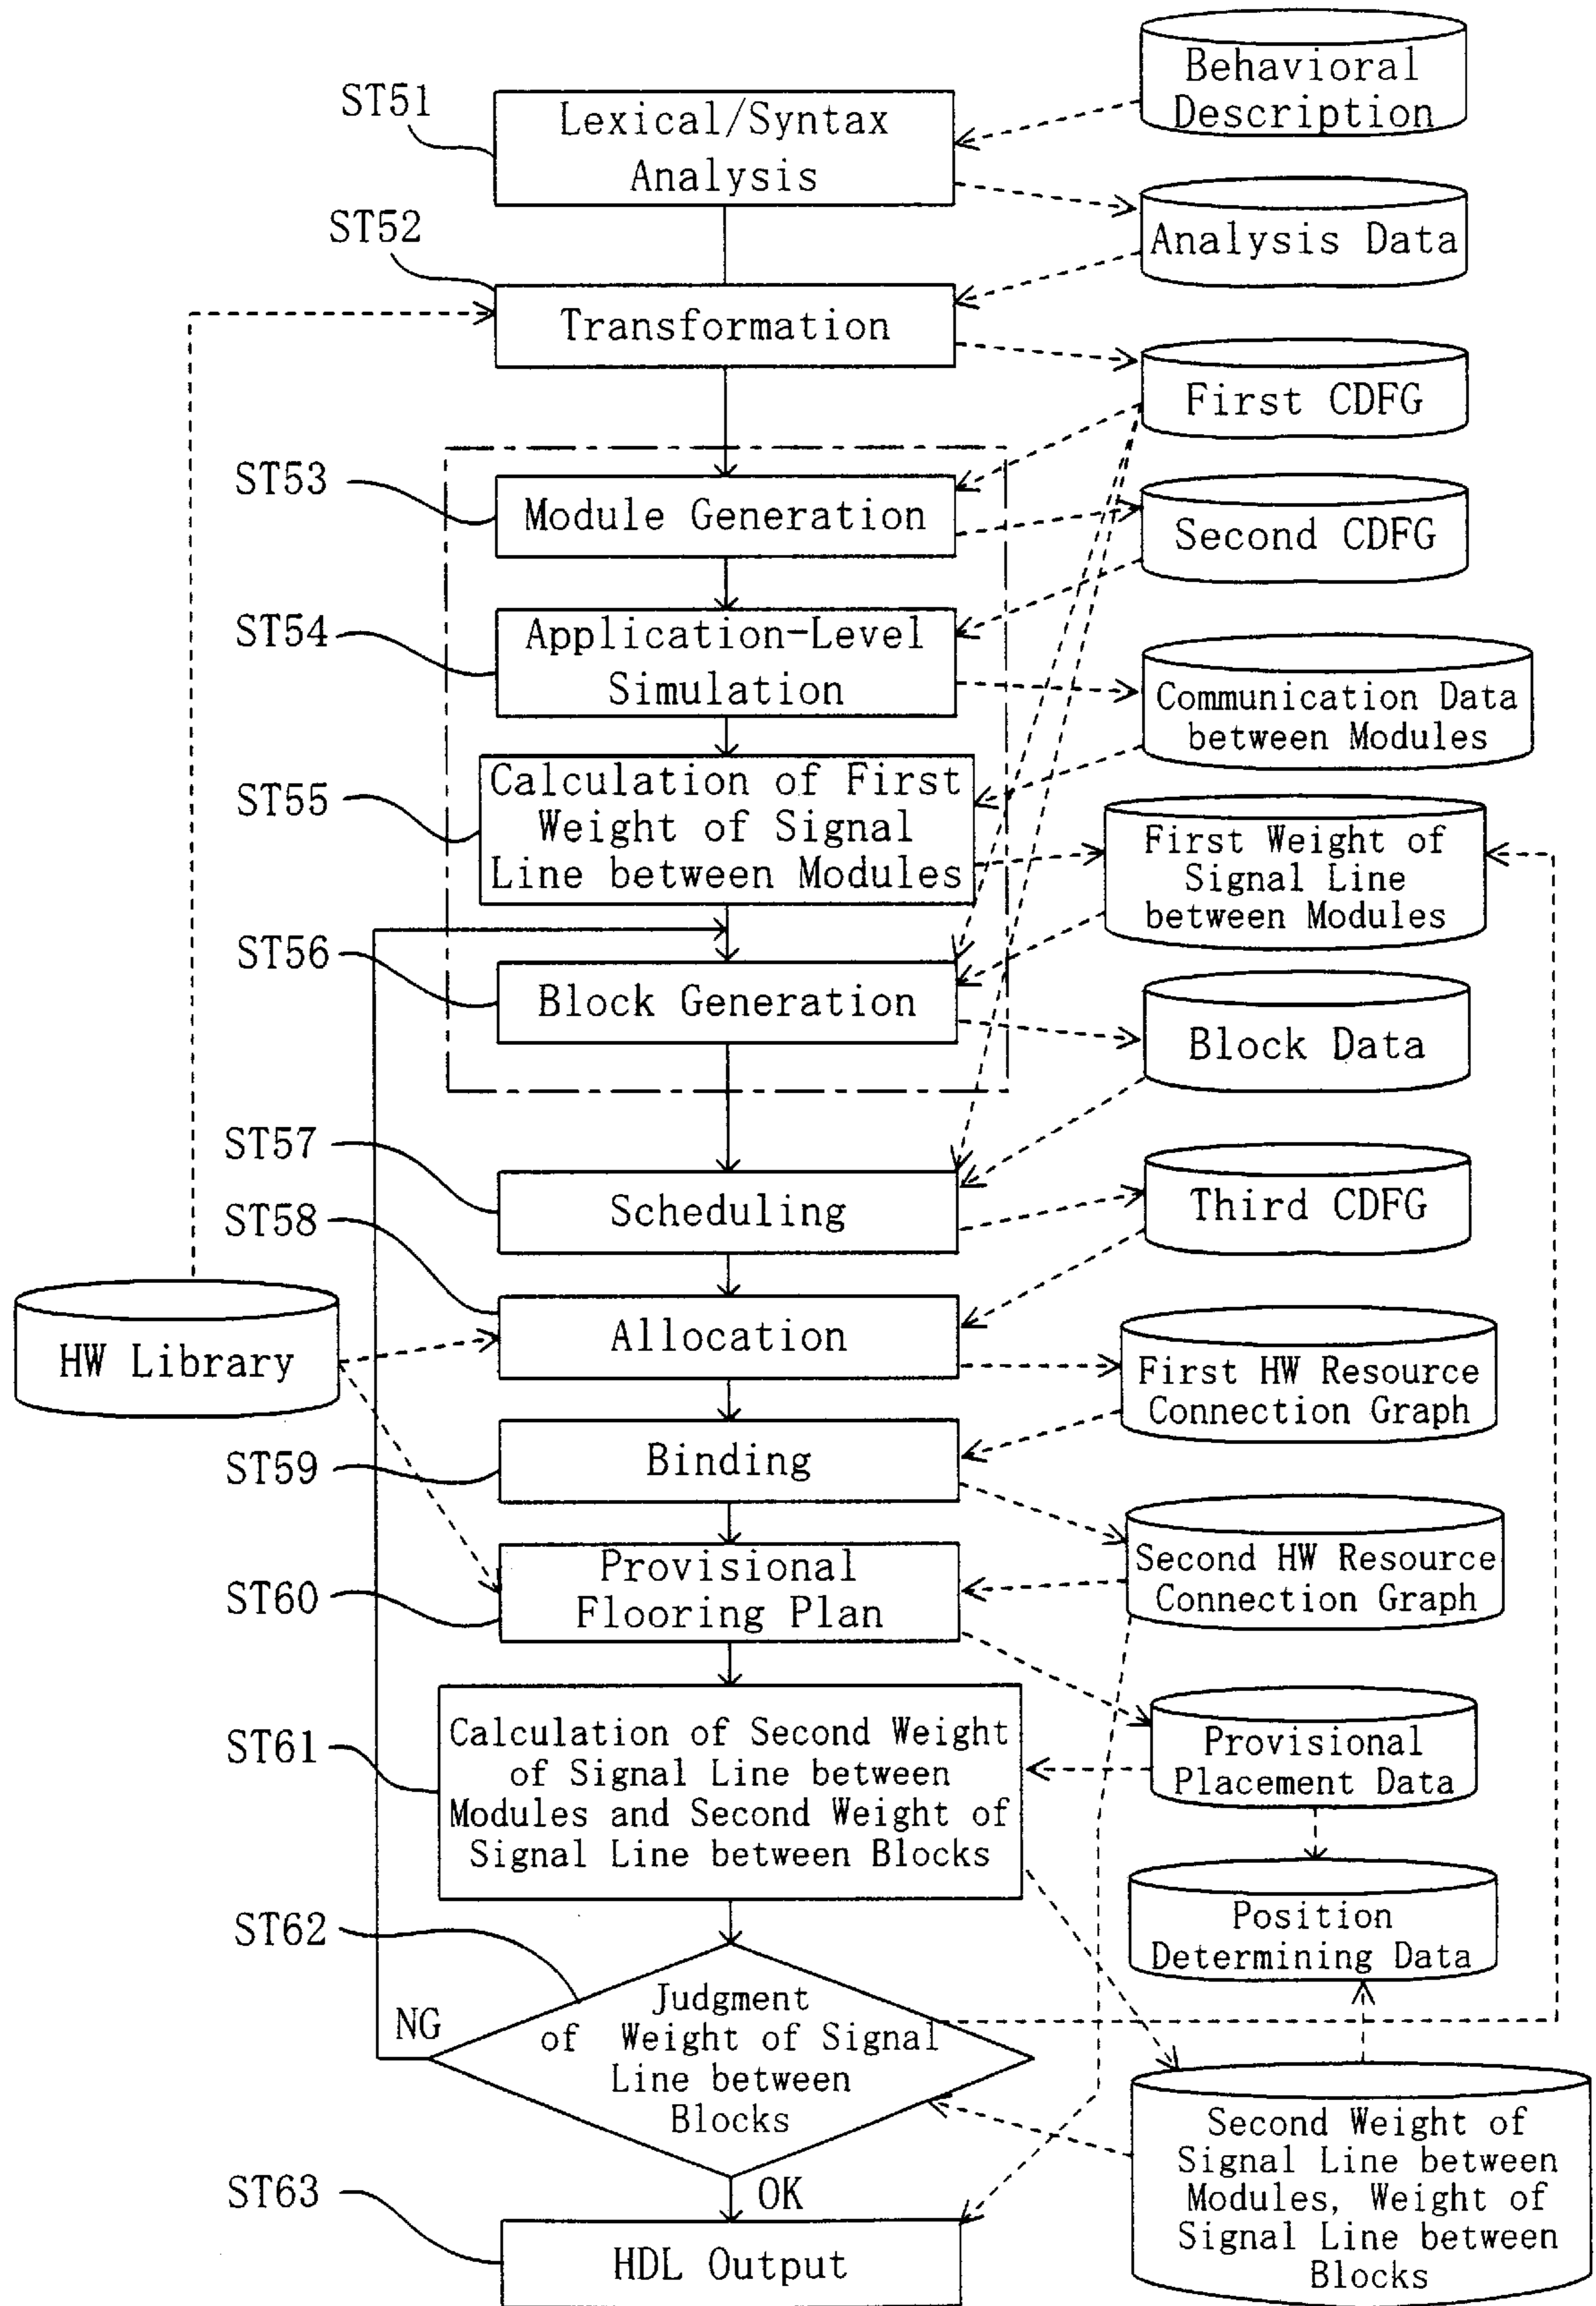 Behavioral
Description
ST51
Lexical/Syntax
Analysis
Analysis Data
ST52
Transformation
First CDFG
ST53
Module Generation
Second CDFG
ST54
Application-Level
Simulation
Communication Data
between Modules
ST55
Calculation of First
Weight of Signal
Line between Modules
First Weight of
Signal Line
between Modules
ST56
Block Generation
Block Data
ST57
Scheduling
Third CDFG
ST58
Allocation
HW Library
First HW Resource
Connection Graph
ST59
Binding
Second HW Resource
Connection Graph
ST60
Provisional
Flooring Plan
Provisional
Placement Data
ST61
Calculation of Second Weight
of Signal Line between
Modules and Second Weight of
Signal Line between Blocks
Position
Determining Data
ST62
Judgment
of Weight of Signal
Line between
Blocks
NG
OK
Second Weight of
Signal Line between
Modules, Weight of
Signal Line between
Blocks
ST63
HDL Output